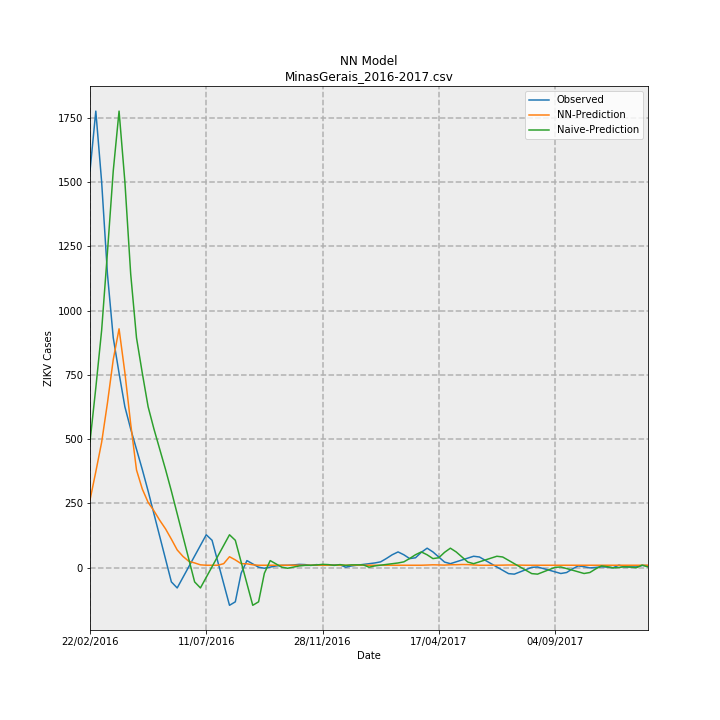 NN Model
MinasGerais_2016-2017.csv
Observed
NN-Prediction
Naive-Prediction
1750
1500
1250
1000
750
500
250
0
ZIKV Cases
22/02/2016
11/07/2016
28/11/2016
17/04/2017
04/09/2017
Date